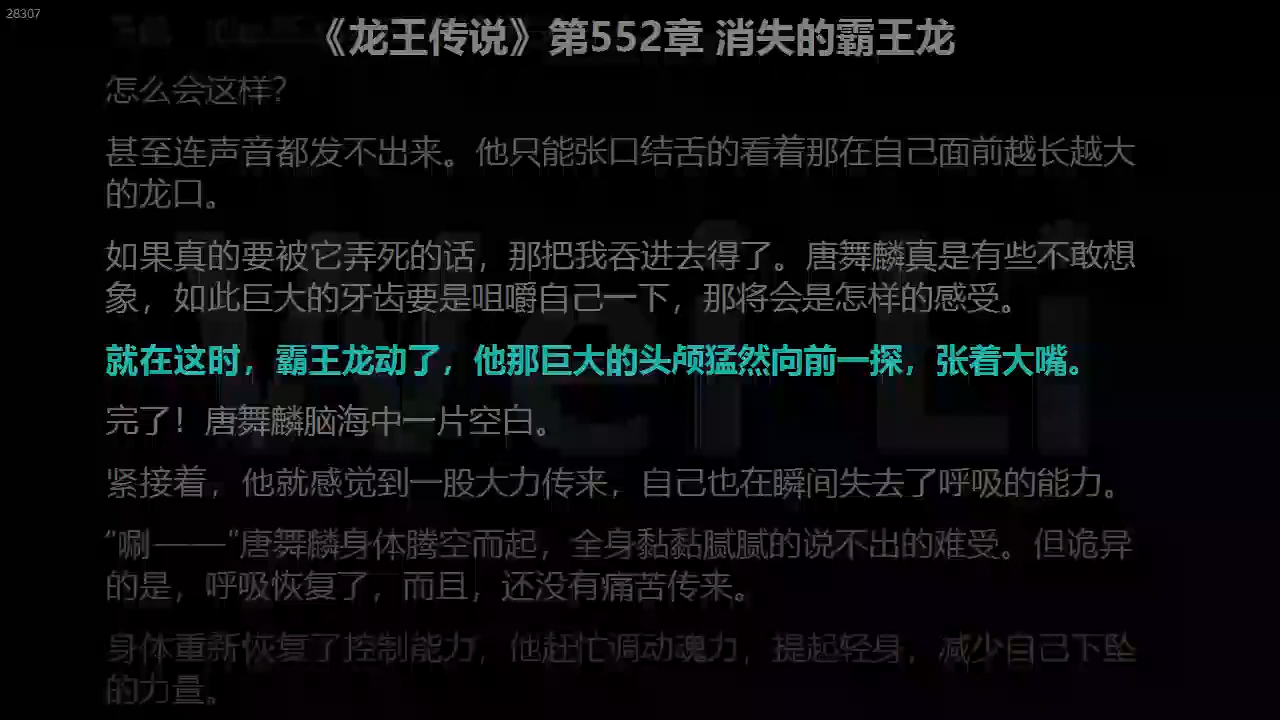 28307
《龙王传说》第552章 消失的霸王龙
怎么会这样？
甚至连声音都发不出来。他只能张口结舌的看着那在自己面前越长越大
的龙口。
如果真的要被它弄死的话，那把我吞进去得了。唐舞麟真是有些不敢想
象，如此巨大的牙齿要是咀嚼自己一下，那将会是怎样的感受。
就在这时，霸王龙动了，他那巨大的头颅猛然向前一探，张着大嘴。
完了！唐舞麟脑海中一片空白。
紧接着，他就感觉到一股大力传来，自己也在瞬间失去了呼吸的能力。
“唰——”唐舞麟身体腾空而起，全身黏黏腻腻的说不出的难受。但诡异
的是，呼吸恢复了，而且，还没有痛苦传来。
身体重新恢复了控制能力，他赶忙调动魂力，提起轻身，减少自己下坠
的力量。